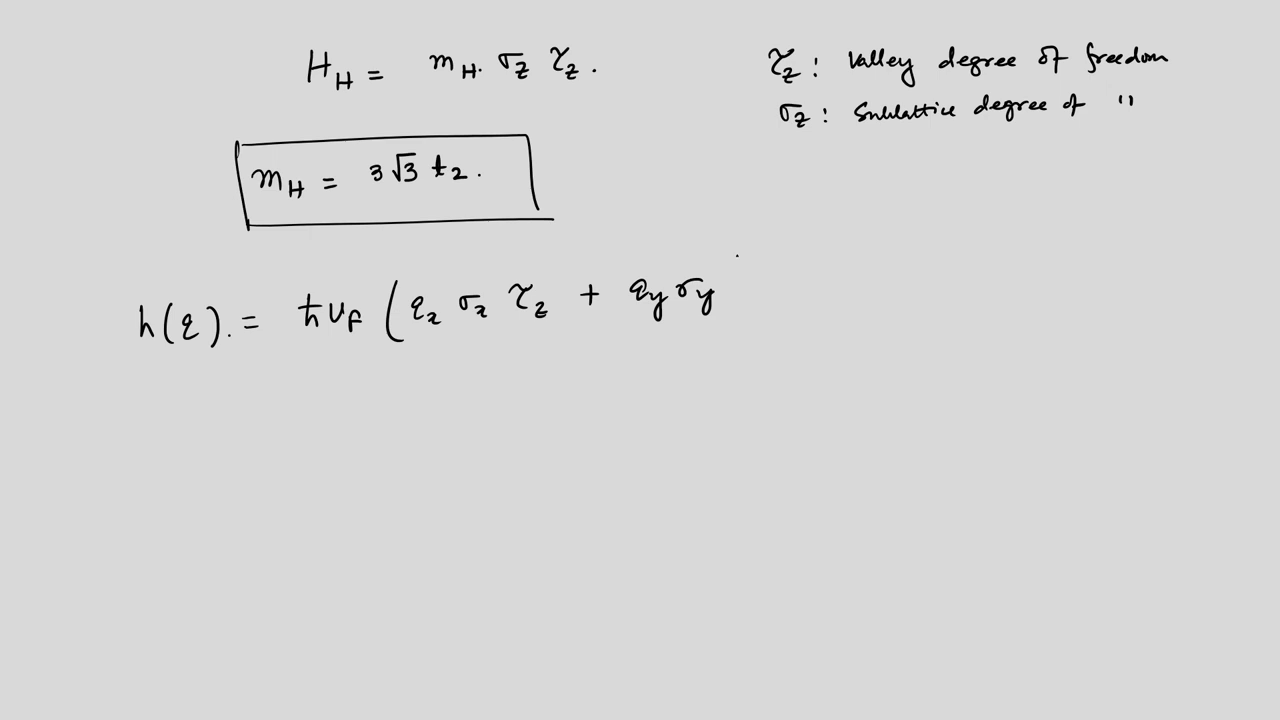 H_H = m_H. σ_z τ_z.
τ_z : Valley degree of freedom
σ_z : Sublattice degree of "
m_H = 3√3 t_2.
h(q). = ħv_F (q_x σ_x τ_z + q_y σ_y